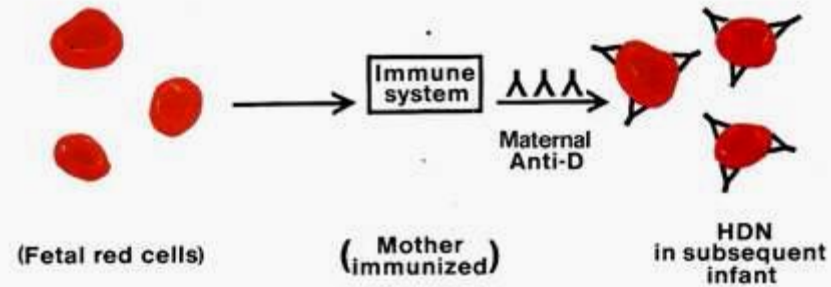 Immune
system
Maternal
Anti-D
(Fetal red cells)
(Mother
immunized)
HDN
in subsequent
infant